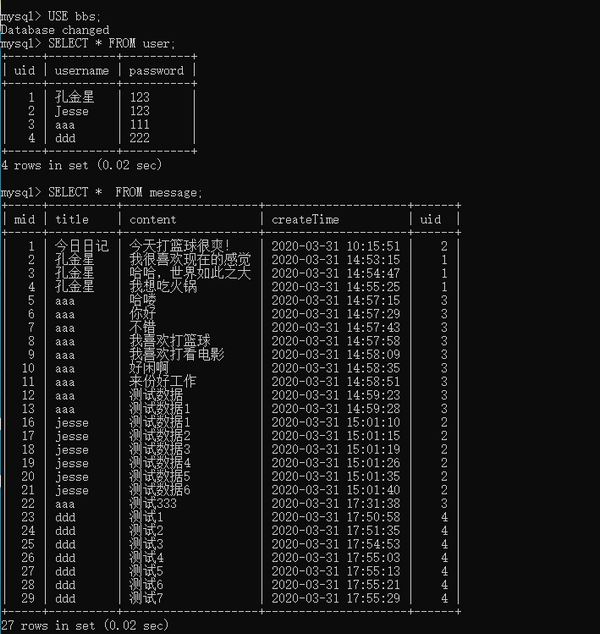 mysql> USE bbs;
Database changed
mysql> SELECT * FROM user;
+-----+----------+----------+
| uid | username | password |
+-----+----------+----------+
| 1 | 孔金星 | 123
| 2 | Jesse | 123
| 3 | aaa | 111
| 4 | ddd | 222
+-----+----------+----------+
4 rows in set (0.02 sec)
mysql> SELECT *  FROM message;
| mid | title | content | createTime | uid |
| 1 | 今日日记 | 今天打篮球很爽! | 2020-03-31 10:15:51 | 2 |
| 2 | 孔金星 | 我很喜欢现在的感觉 | 2020-03-31 14:53:15 | 1 |
| 3 | 孔金星 | 哈哈，世界如此之大 | 2020-03-31 14:54:47 | 1 |
| 4 | 孔金星 | 我想吃火锅 | 2020-03-31 14:55:25 | 1 |
| 5 | aaa | 哈喽 | 2020-03-31 14:57:15 | 3 |
| 6 | aaa | 你好 | 2020-03-31 14:57:29 | 3 |
| 7 | aaa | 不错 | 2020-03-31 14:57:43 | 3 |
| 8 | aaa | 我喜欢打篮球 | 2020-03-31 14:57:58 | 3 |
| 9 | aaa | 我喜欢打看电影 | 2020-03-31 14:58:09 | 3 |
| 10 | aaa | 好闲啊 | 2020-03-31 14:58:35 | 3 |
| 11 | aaa | 来份好工作 | 2020-03-31 14:58:51 | 3 |
| 12 | aaa | 测试数据 | 2020-03-31 14:59:23 | 3 |
| 13 | aaa | 测试数据1 | 2020-03-31 14:59:28 | 3 |
| 16 | jesse | 测试数据1 | 2020-03-31 15:01:10 | 2 |
| 17 | jesse | 测试数据2 | 2020-03-31 15:01:15 | 2 |
| 18 | jesse | 测试数据3 | 2020-03-31 15:01:19 | 2 |
| 19 | jesse | 测试数据4 | 2020-03-31 15:01:26 | 2 |
| 20 | jesse | 测试数据5 | 2020-03-31 15:01:35 | 2 |
| 21 | jesse | 测试数据6 | 2020-03-31 15:01:40 | 2 |
| 22 | aaa | 测试333 | 2020-03-31 17:31:38 | 3 |
| 23 | ddd | 测试1 | 2020-03-31 17:50:58 | 4 |
| 24 | ddd | 测试2 | 2020-03-31 17:51:35 | 4 |
| 25 | ddd | 测试3 | 2020-03-31 17:54:53 | 4 |
| 26 | ddd | 测试4 | 2020-03-31 17:55:03 | 4 |
| 27 | ddd | 测试5 | 2020-03-31 17:55:13 | 4 |
| 28 | ddd | 测试6 | 2020-03-31 17:55:21 | 4 |
| 29 | ddd | 测试7 | 2020-03-31 17:55:29 | 4 |
27 rows in set (0.02 sec)